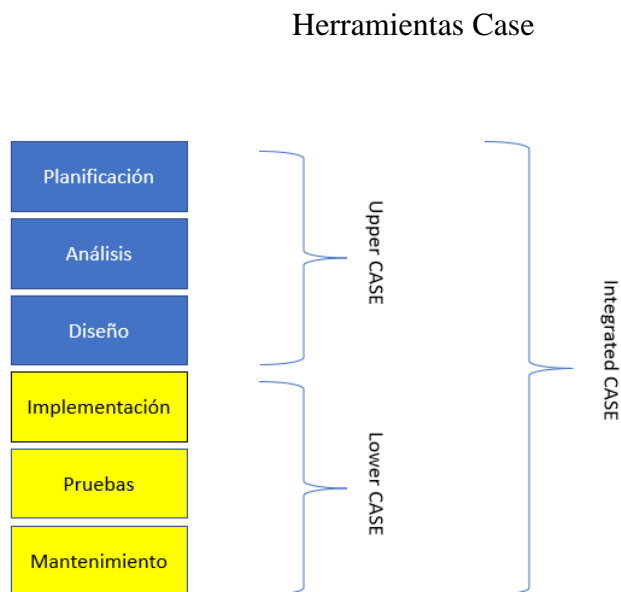 Herramientas Case
Planificación
Análisis
Diseño
Implementación
Pruebas
Mantenimiento
Upper CASE
Lower CASE
Integrated CASE